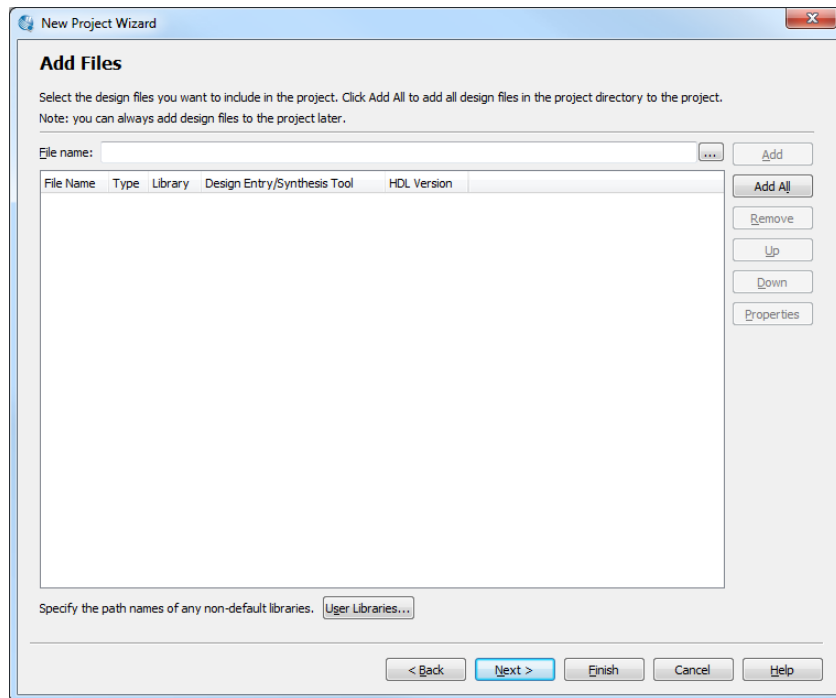 New Project Wizard
Add Files
Select the design files you want to include in the project. Click Add All to add all design files in the project directory to the project.
Note: you can always add design files to the project later.
File name:
...
Add
File Name Type Library Design Entry/Synthesis Tool HDL Version
Add All
Remove
Up
Down
Properties
Specify the path names of any non-default libraries. User Libraries...
< Back Next > Finish Cancel Help